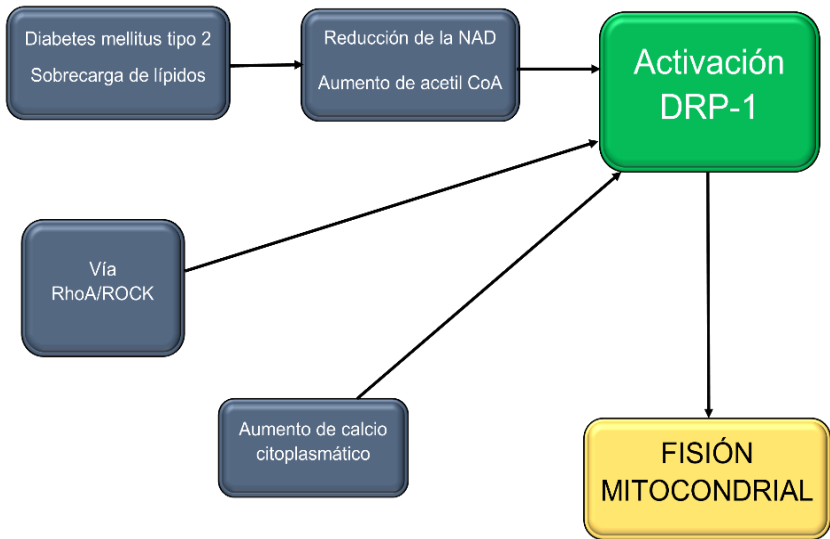 Diabetes mellitus tipo 2
Sobrecarga de lípidos
Reducción de la NAD
Aumento de acetil CoA
Activación
DRP-1
Vía
RhoA/ROCK
Aumento de calcio
citoplasmático
FISIÓN
MITOCONDRIAL